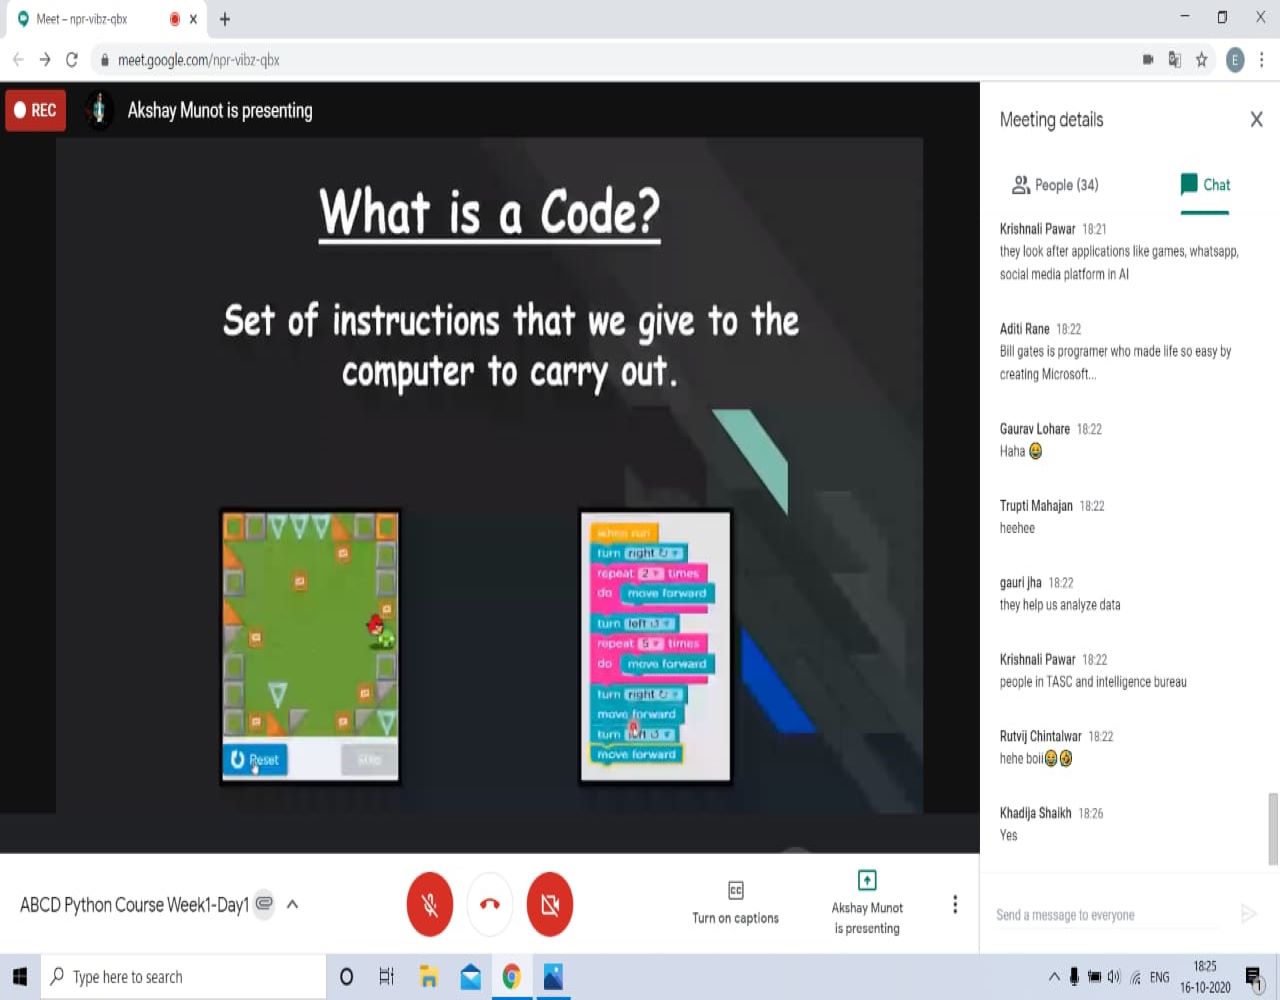 Meet – npr-vibz-qbx
meet.google.com/npr-vibz-qbx
E
REC
Akshay Munot is presenting
What is a Code?
Set of instructions that we give to the
computer to carry out.
Reset
when run
turn right
repeat 2 times
do move forward
turn left
repeat 5 times
do move forward
turn right
move forward
turn left
move forward
Meeting details
People (34)
Chat
Krishnali Pawar 18:21
they look after applications like games, whatsapp,
social media platform in AI
Aditi Rane 18:22
Bill gates is programer who made life so easy by
creating Microsoft...
Gaurav Lohare 18:22
Haha 😂
Trupti Mahajan 18:22
heehee
gauri jha 18:22
they help us analyze data
Krishnali Pawar 18:22
people in TASC and intelligence bureau
Rutvij Chintalwar 18:22
hehe boii😂🤣
Khadija Shaikh 18:26
Yes
Send a message to everyone
ABCD Python Course Week1-Day1
Turn on captions
Akshay Munot
is presenting
Type here to search
ENG
18:25
16-10-2020
1